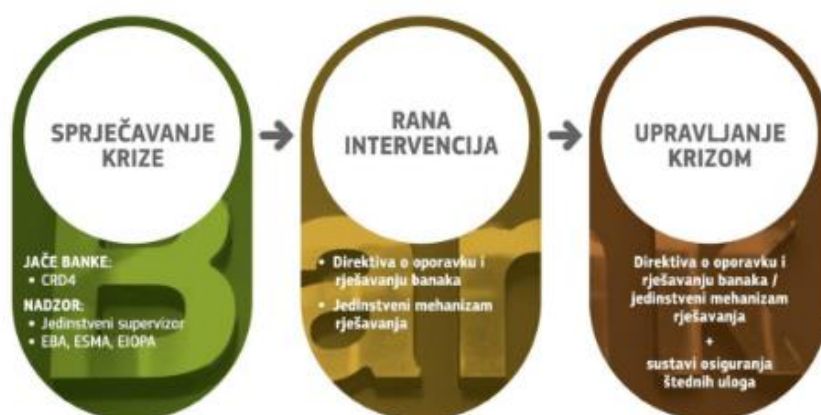 SPRJEČAVANJE
KRIZE
JAČE BANKE:
• CRD4
NADZOR:
• Jedinstveni supervizor
• EBA, ESMA, EIOPA
RANA
INTERVENCIJA
• Direktiva o oporavku i
rješavanju banaka
• Jedinstveni mehanizam
rješavanja
UPRAVLJANJE
KRIZOM
Direktiva o oporavku i
rješavanju banaka /
jedinstveni mehanizam
rješavanja
+
sustavi osiguranja
štednih uloga